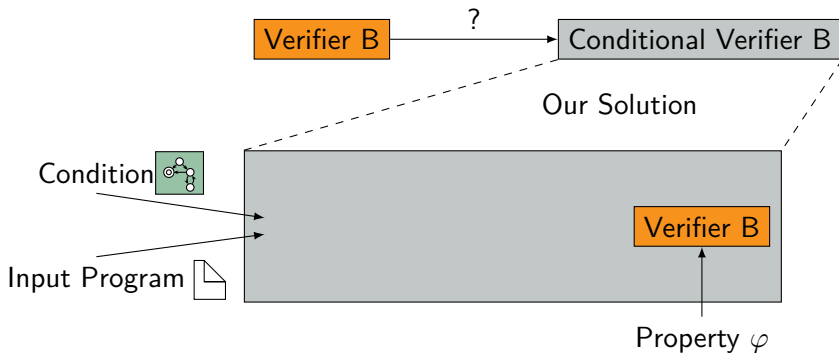 Verifier B
?
Conditional Verifier B
Our Solution
Condition
Verifier B
Input Program
Property φ